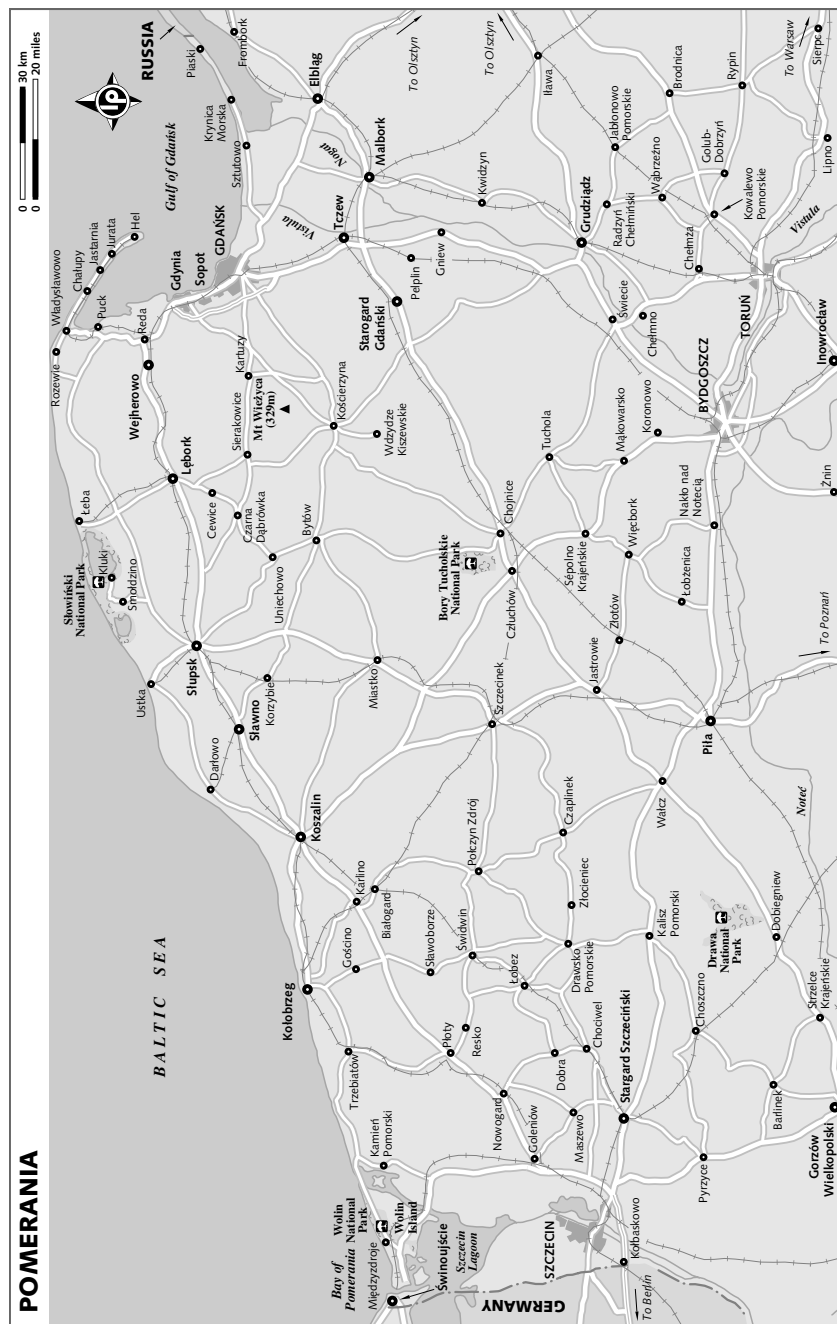 POMERANIA
0 30 km
0 20 miles
lp
RUSSIA
Piaski
Frombork
Krynica
Morska
Sztutowo
Elbląg
To Olsztyn
Gulf of Gdańsk
Nogat
Malbork
Vistula
Tczew
Hel
Jurata
Jastarnia
Chałupy
Władysławowo
Rozewie
Puck
Reda
Gdynia
Sopot
GDAŃSK
Wejherowo
Kartuzy
Mt Wieżyca
(329m)
Sierakowice
Kościerzyna
Wdzydze
Kiszewskie
Starogard
Gdański
Pelplin
Gniew
Kwidzyn
To Olsztyn
Iława
Łeba
Lębork
Cewice
Czarna
Dąbrówka
Bytów
Uniechowo
Słowiński
National Park
Kluki
Smołdzino
Ustka
Słupsk
Korzybie
Sławno
Darłowo
Miastko
BALTIC SEA
Koszalin
Karlino
Białogard
Kołobrzeg
Gościno
Sławoborze
Świdwin
Połczyn Zdrój
Szczecinek
Trzebiatów
Płoty
Resko
Łobez
Drawsko
Pomorskie
Złocieniec
Czaplinek
Kamień
Pomorski
Nowogard
Goleniów
Maszewo
Dobra
Chociwel
Wolin
National
Park
Wolin
Island
Bay of
Pomerania
Międzyzdroje
Świnoujście
Szczecin
Lagoon
GERMANY
SZCZECIN
Kołbaskowo
To Berlin
Stargard Szczeciński
Pyrzyce
Choszczno
Barlinek
Gorzów
Wielkopolski
Strzelce
Krajeńskie
Dobiegniew
Drawa
National
Park
Kalisz
Pomorski
Wałcz
Noteć
Piła
To Poznań
Jastrowie
Złotów
Człuchów
Chojnice
Bory Tucholskie
National Park
Sępolno
Krajeńskie
Więcbork
Łobżenica
Nakło nad
Notecią
Tuchola
Mąkowarsko
Koronowo
BYDGOSZCZ
Żnin
Inowrocław
TORUŃ
Vistula
Świecie
Chełmno
Chełmża
Grudziądz
Radzyń
Chełmiński
Wąbrzeźno
Jabłonowo
Pomorskie
Brodnica
Golub-
Dobrzyń
Kowalewo
Pomorskie
Rypin
To Warsaw
Sierpc
Lipno